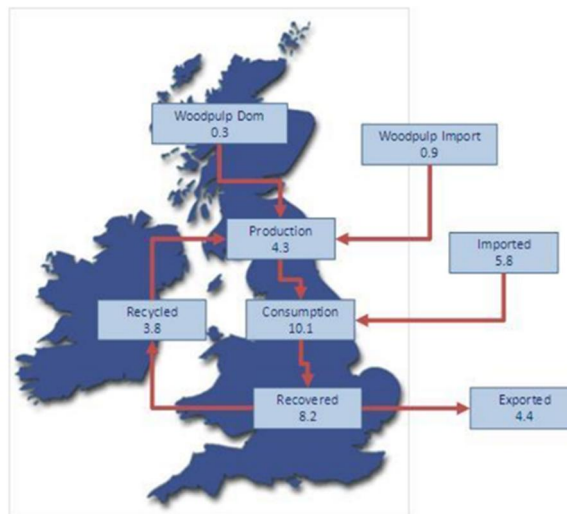 Woodpulp Dom
0.3
Woodpulp Import
0.9
Production
4.3
Imported
5.8
Recycled
3.8
Consumption
10.1
Recovered
8.2
Exported
4.4